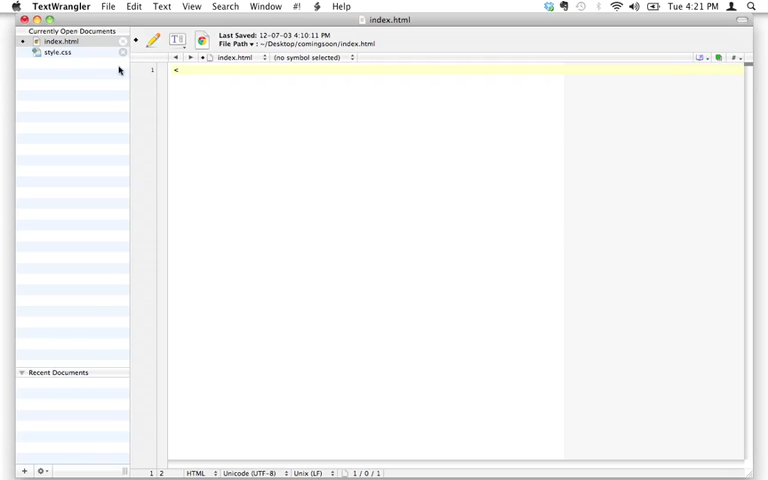 TextWrangler File Edit Text View Search Window #! Help Tue 4:21 PM
index.html
Currently Open Documents
index.html
style.css
Last Saved: 12-07-03 4:10:11 PM
File Path ▾ : ~/Desktop/comingsoon/index.html
index.html (no symbol selected) #
1 <
Recent Documents
1 2 HTML Unicode (UTF-8) Unix (LF) 1 / 0 / 1